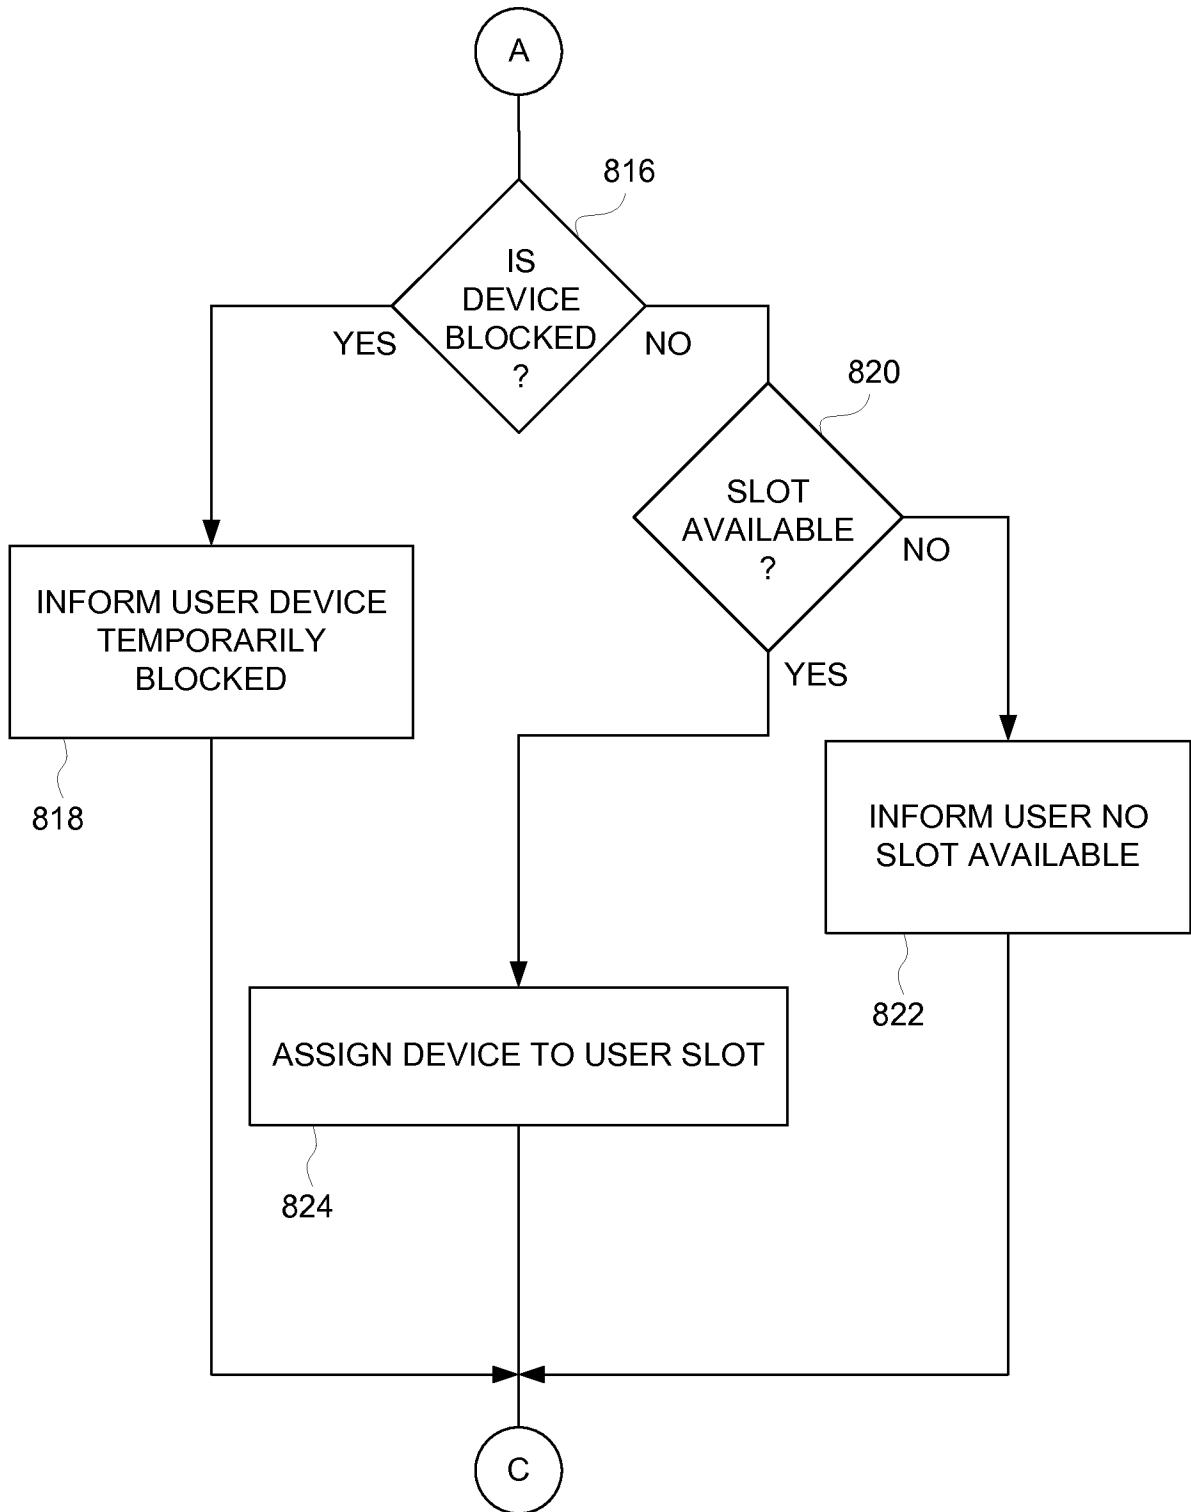 A
816
IS
DEVICE
BLOCKED
?
YES
NO
820
SLOT
AVAILABLE
?
NO
YES
INFORM USER DEVICE
TEMPORARILY
BLOCKED
818
INFORM USER NO
SLOT AVAILABLE
822
ASSIGN DEVICE TO USER SLOT
824
C